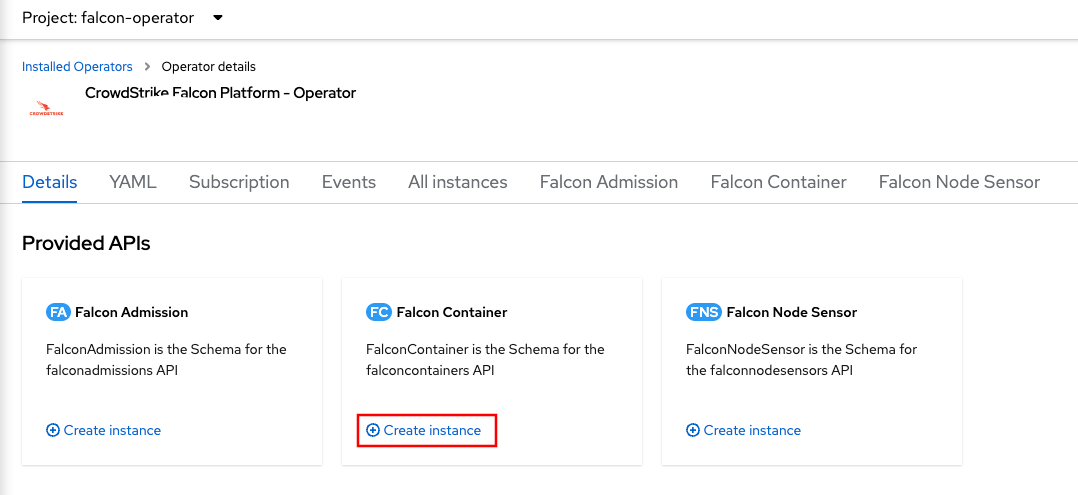 Project: falcon-operator
Installed Operators > Operator details
CrowdStrike Falcon Platform - Operator
CROWDSTRIKE
Details YAML Subscription Events All instances Falcon Admission Falcon Container Falcon Node Sensor
Provided APIs
FA Falcon Admission
FalconAdmission is the Schema for the
falconadmissions API
Create instance
FC Falcon Container
FalconContainer is the Schema for the
falconcontainers API
Create instance
FNS Falcon Node Sensor
FalconNodeSensor is the Schema for
the falconnodesensors API
Create instance